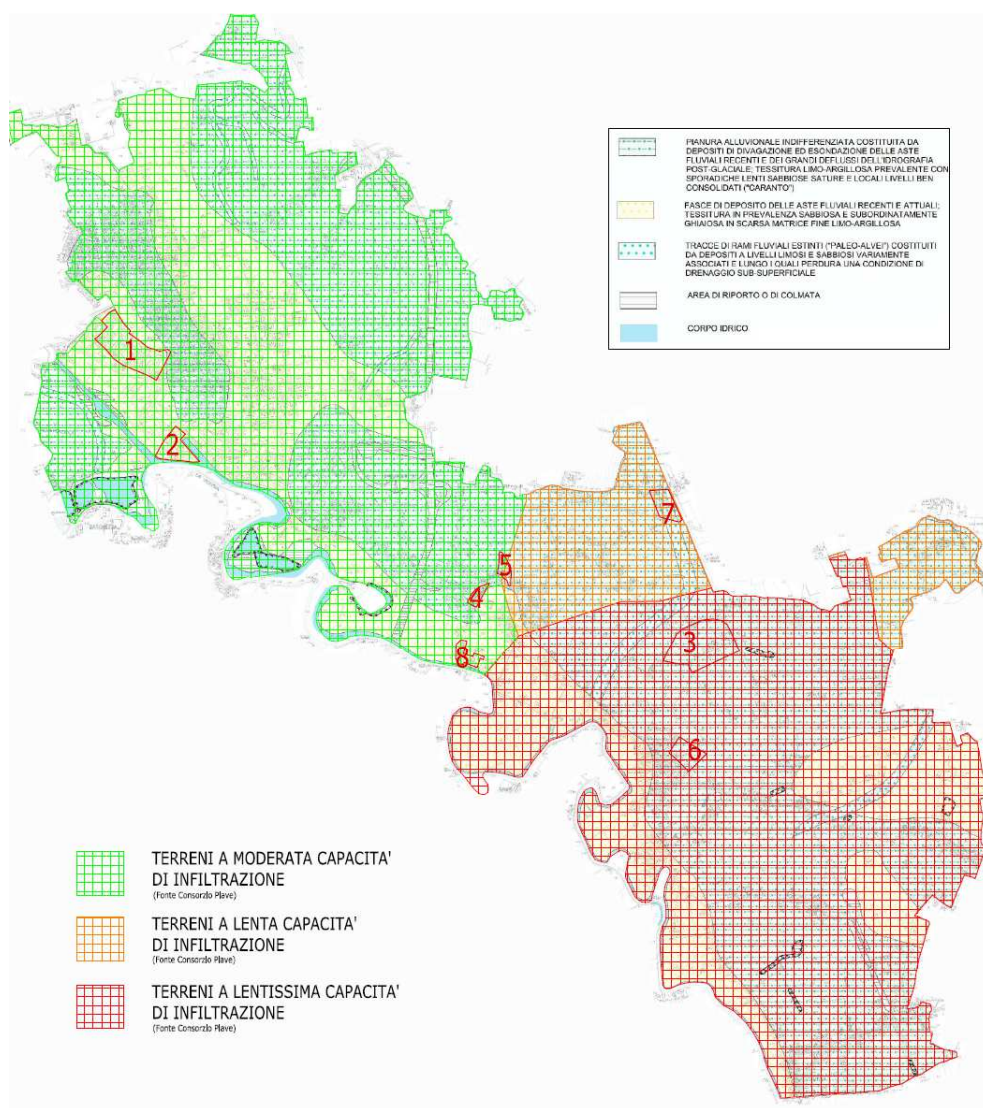 PIANURA ALLUVIONALE INDIFFERENZIATA COSTITUITA DA
DEPOSITI DI DIVAGAZIONE ED ESONDAZIONE DELLE ASTE
FLUVIALI RECENTI E DEI GRANDI DEFLUSSI DELL'IDROGRAFIA
POST-GLACIALE; TESSITURA LIMO-ARGILLOSA PREVALENTE CON
SPORADICHE LENTI SABBIOSE SATURE E LOCALI LIVELLI BEN
CONSOLIDATI ("CARANTO")
FASCE DI DEPOSITO DELLE ASTE FLUVIALI RECENTI E ATTUALI;
TESSITURA IN PREVALENZA SABBIOSA E SUBORDINATAMENTE
GHIAIOSA IN SCARSA MATRICE FINE LIMO-ARGILLOSA
TRACCE DI RAMI FLUVIALI ESTINTI ("PALEO-ALVEI") COSTITUITI
DA DEPOSITI A LIVELLI LIMOSI E SABBIOSI VARIAMENTE
ASSOCIATI E LUNGO I QUALI PERDURA UNA CONDIZIONE DI
DRENAGGIO SUB-SUPERFICIALE
AREA DI RIPORTO O DI COLMATA
CORPO IDRICO
1
2
7
5
4
3
8
6
TERRENI A MODERATA CAPACITA'
DI INFILTRAZIONE
(Fonte Consorzio Piave)
TERRENI A LENTA CAPACITA'
DI INFILTRAZIONE
(Fonte Consorzio Piave)
TERRENI A LENTISSIMA CAPACITA'
DI INFILTRAZIONE
(Fonte Consorzio Piave)